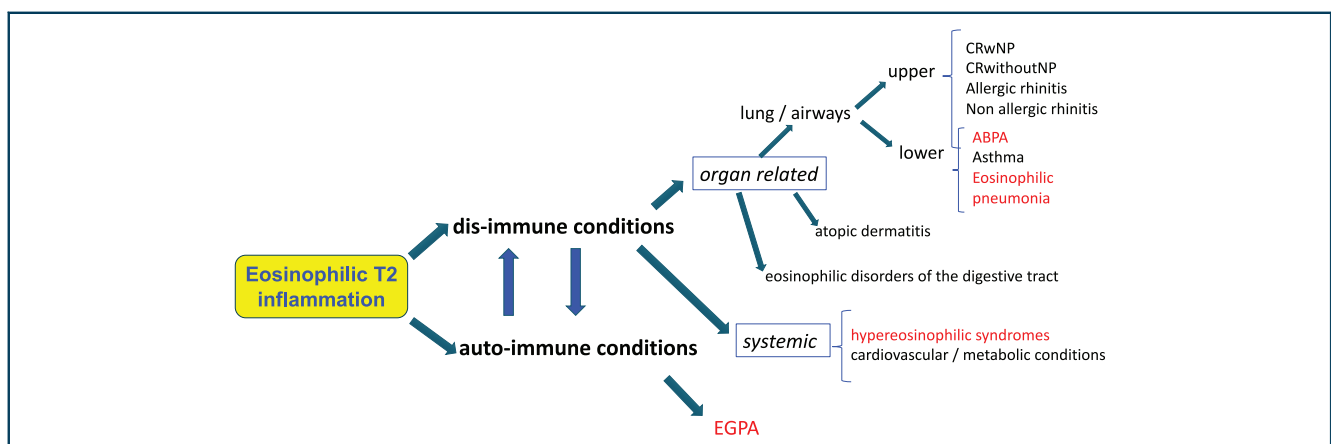 CRwNP
CRwithoutNP
Allergic rhinitis
Non allergic rhinitis
upper
lung / airways
lower
ABPA
Asthma
Eosinophilic
pneumonia
organ related
dis-immune conditions
atopic dermatitis
eosinophilic disorders of the digestive tract
Eosinophilic T2
inflammation
auto-immune conditions
systemic
hypereosinophilic syndromes
cardiovascular / metabolic conditions
EGPA